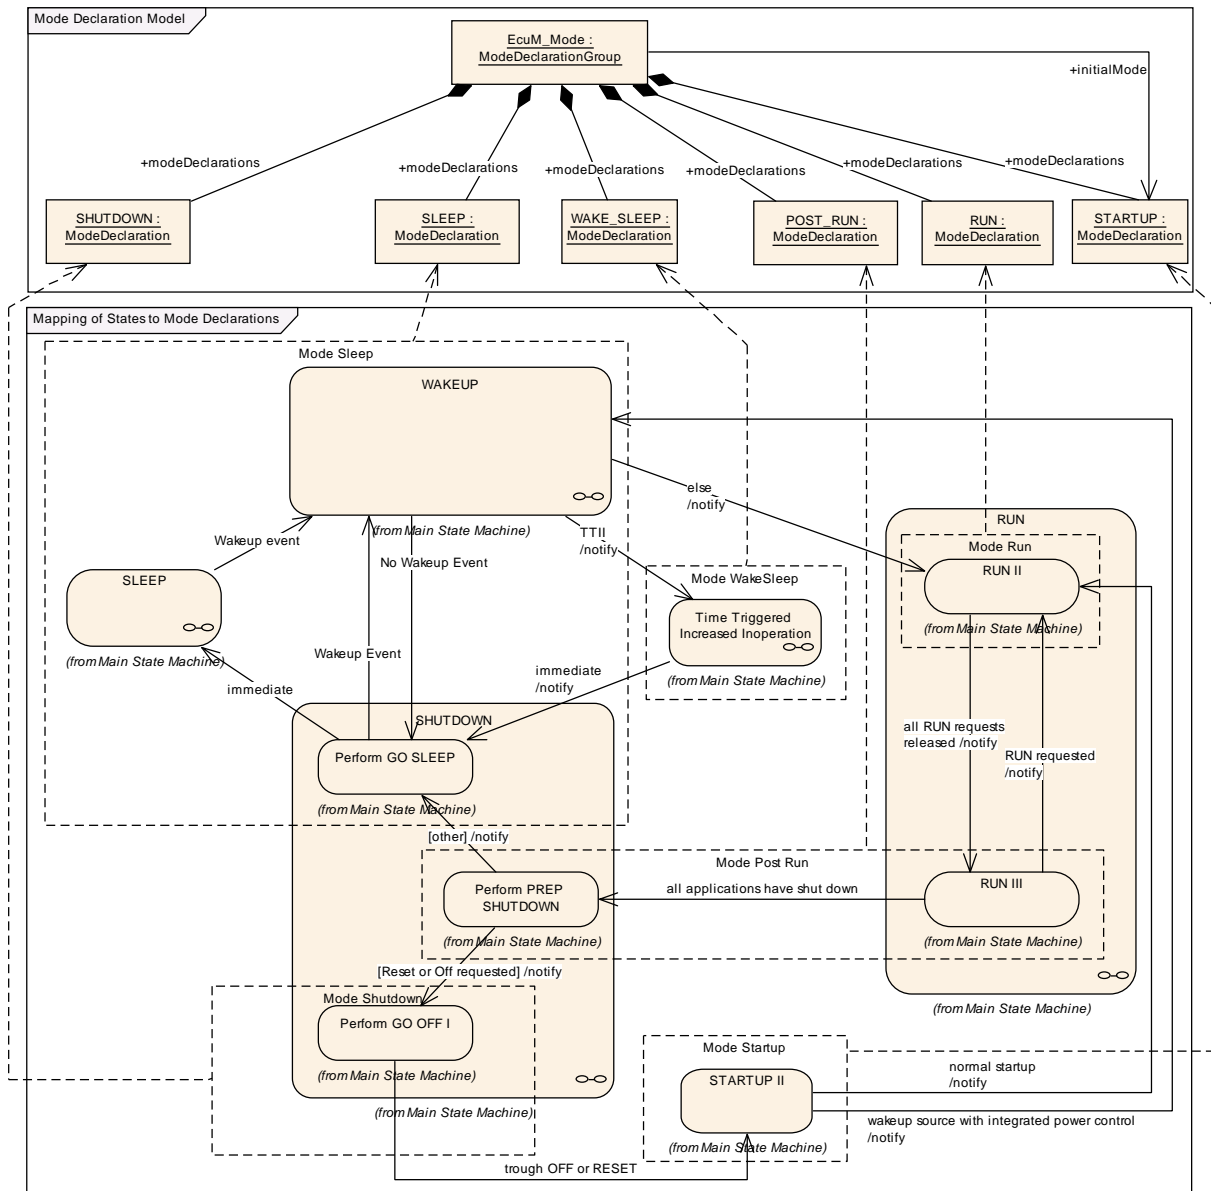 Mode Declaration Model
EcuM_Mode :
ModeDeclarationGroup
+initialMode
+modeDeclarations
+modeDeclarations
+modeDeclarations
+modeDeclarations
+modeDeclarations
+modeDeclarations
SHUTDOWN :
ModeDeclaration
SLEEP :
ModeDeclaration
WAKE_SLEEP :
ModeDeclaration
POST_RUN :
ModeDeclaration
RUN :
ModeDeclaration
STARTUP :
ModeDeclaration
Mapping of States to Mode Declarations
Mode Sleep
WAKEUP
(from Main State Machine)
else
/notify
Wakeup event
No Wakeup Event
TTII
/notify
RUN
Mode Run
RUN II
(from Main State Machine)
SLEEP
(from Main State Machine)
Mode WakeSleep
Time Triggered
Increased Inoperation
(from Main State Machine)
Wakeup Event
immediate
immediate
/notify
SHUTDOWN
Perform GO SLEEP
(from Main State Machine)
all RUN requests
released /notify
RUN requested
/notify
[other] /notify
Mode Post Run
Perform PREP
SHUTDOWN
(from Main State Machine)
all applications have shut down
RUN III
(from Main State Machine)
[Reset or Off requested] /notify
Mode Shutdown
Perform GO OFF I
(from Main State Machine)
(from Main State Machine)
(from Main State Machine)
Mode Startup
STARTUP II
(from Main State Machine)
normal startup
/notify
wakeup source with integrated power control
/notify
trough OFF or RESET